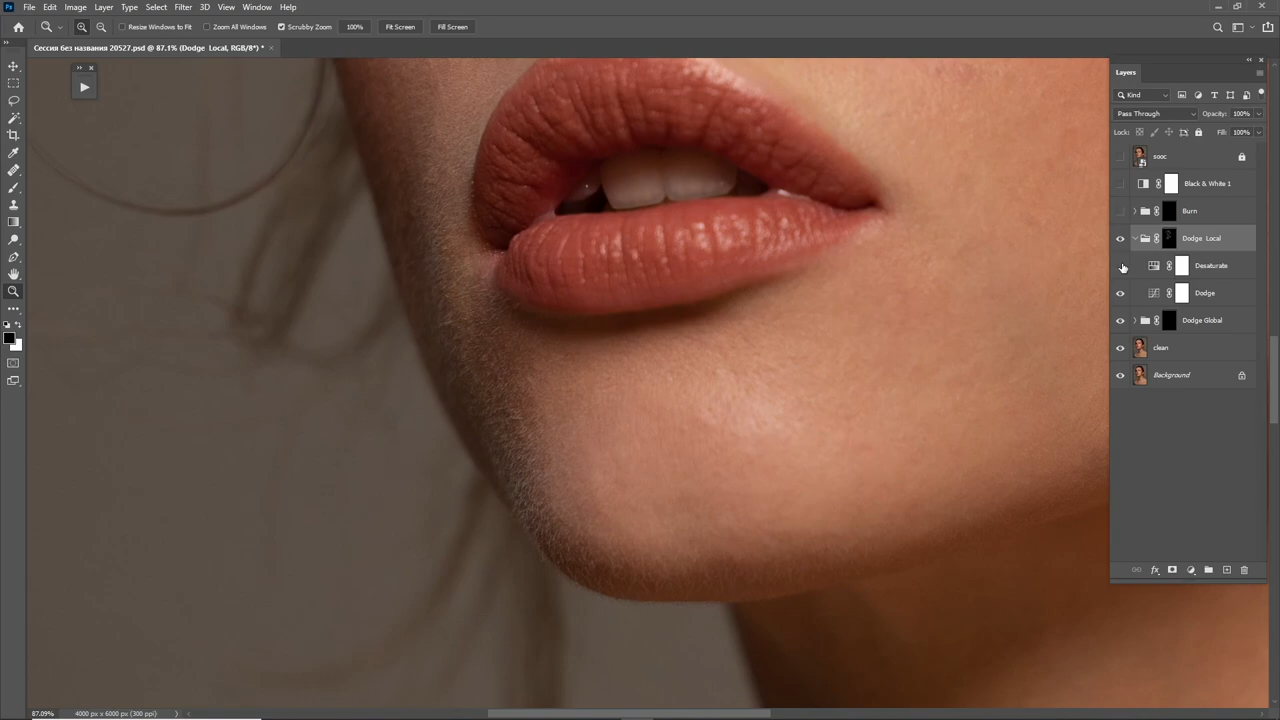 Ps File Edit Image Layer Type Select Filter 3D View Window Help
Resize Windows to Fit Zoom All Windows Scrubby Zoom 100% Fit Screen Fill Screen
Сессия без названия 20527.psd @ 87.1% (Dodge Local, RGB/8*) *
Layers
Kind
Pass Through Opacity: 100%
Lock: Fill: 100%
sooc
Black & White 1
Burn
Dodge Local
Desaturate
Dodge
Dodge Global
clean
Background
fx
87.09% 4000 px x 6000 px (300 ppi)